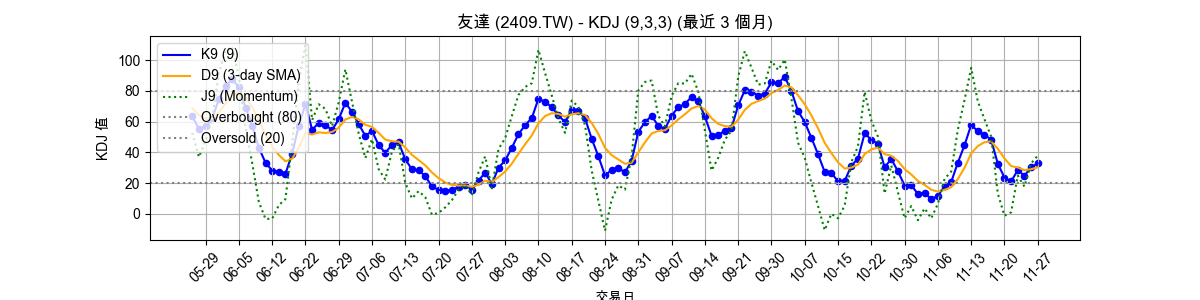 友達 (2409.TW) - KDJ (9,3,3) (最近 3 個月)
K9 (9)
D9 (3-day SMA)
J9 (Momentum)
Overbought (80)
Oversold (20)
KDJ 值
100
80
60
40
20
0
05-29 06-05 06-12 06-22 06-29 07-06 07-13 07-20 07-27 08-03 08-10 08-17 08-24 08-31 09-07 09-14 09-21 09-30 10-07 10-15 10-22 10-30 11-06 11-13 11-20 11-27
交易日